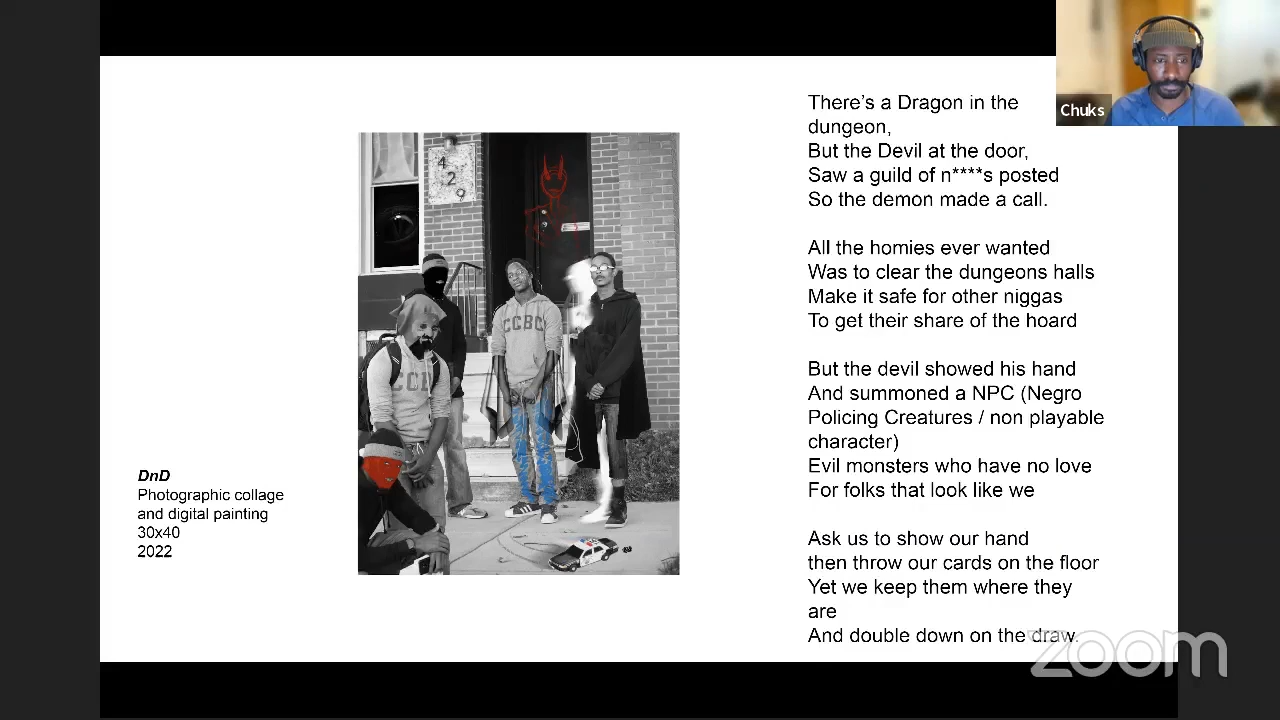 There's a Dragon in the
dungeon,
But the Devil at the door,
Saw a guild of n****s posted
So the demon made a call.
All the homies ever wanted
Was to clear the dungeons halls
Make it safe for other niggas
To get their share of the hoard
But the devil showed his hand
And summoned a NPC (Negro
Policing Creatures / non playable
character)
Evil monsters who have no love
For folks that look like we
Ask us to show our hand
then throw our cards on the floor
Yet we keep them where they
are
And double down on the draw.
Chuks
4
2
9
CCBC
DnD
Photographic collage
and digital painting
30x40
2022
zoom